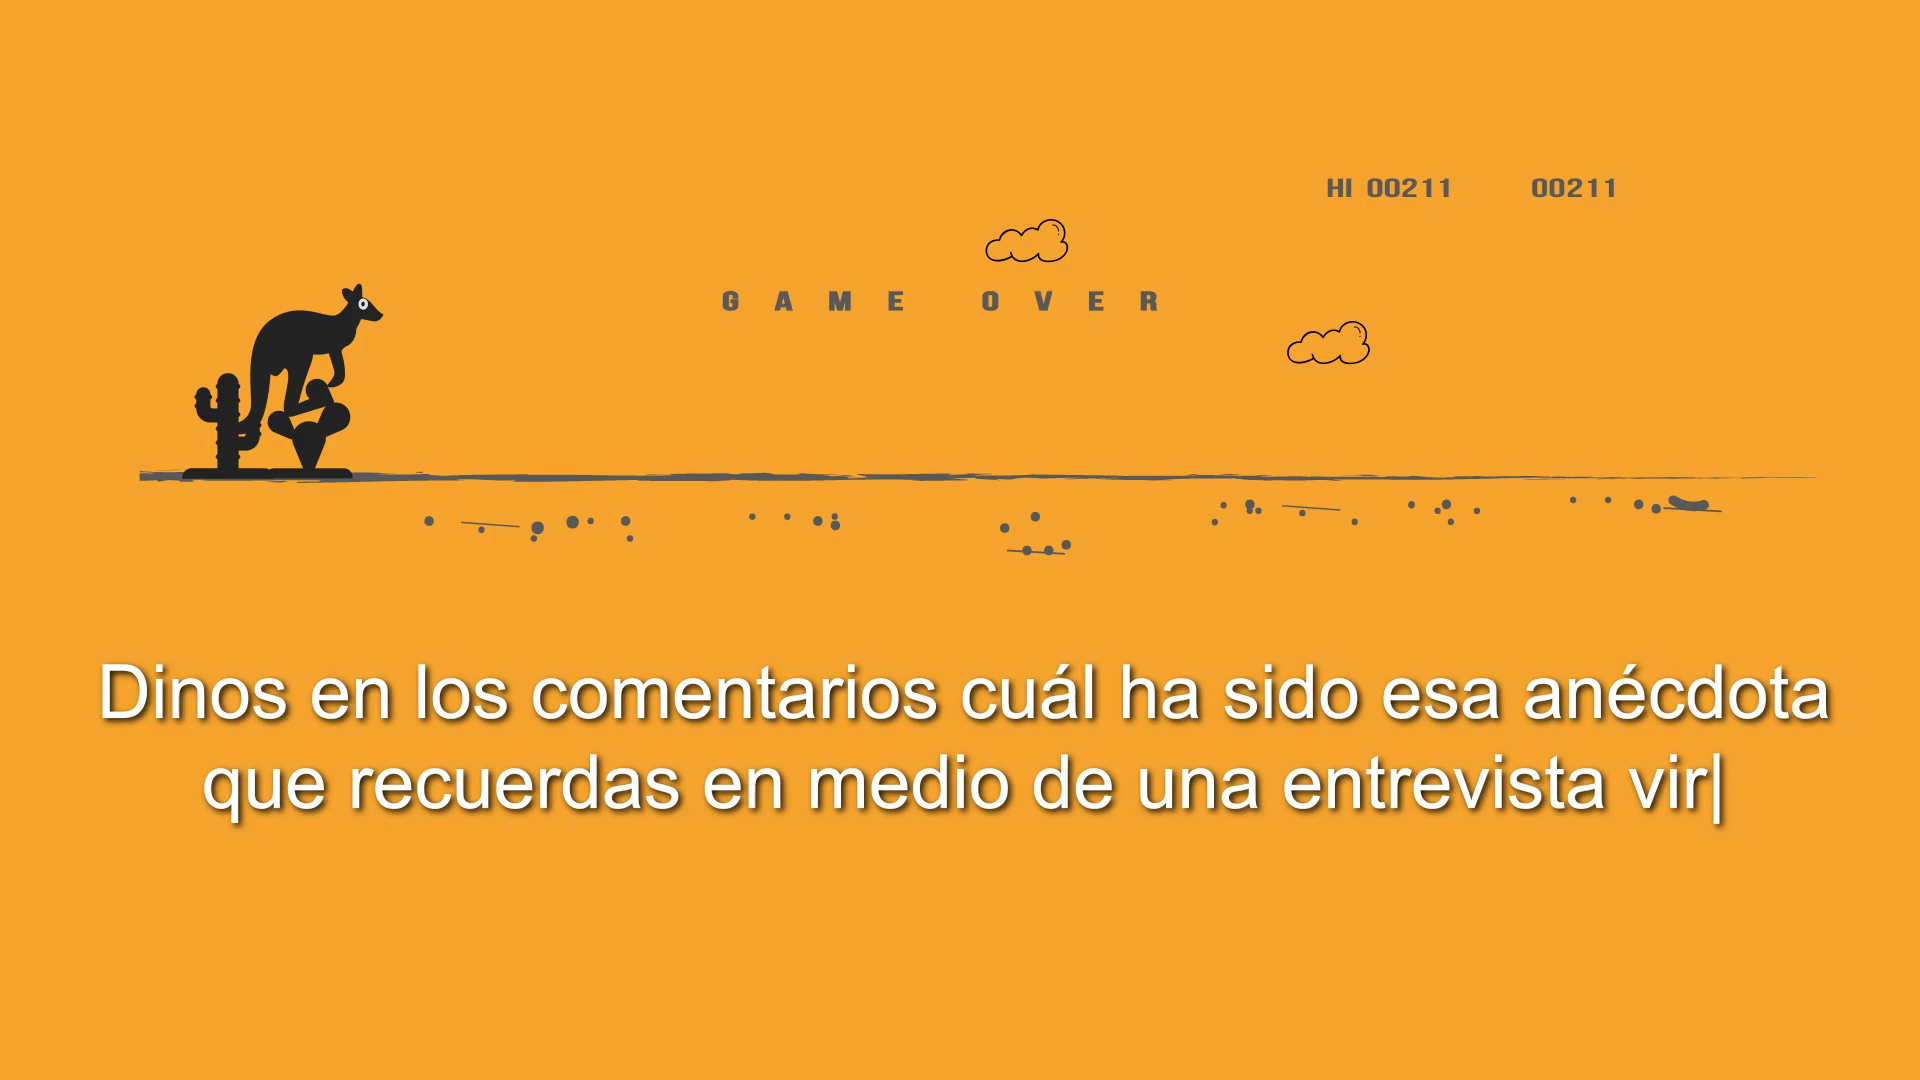 HI 00211 00211
GAME OVER
Dinos en los comentarios cuál ha sido esa anécdota
que recuerdas en medio de una entrevista vir|